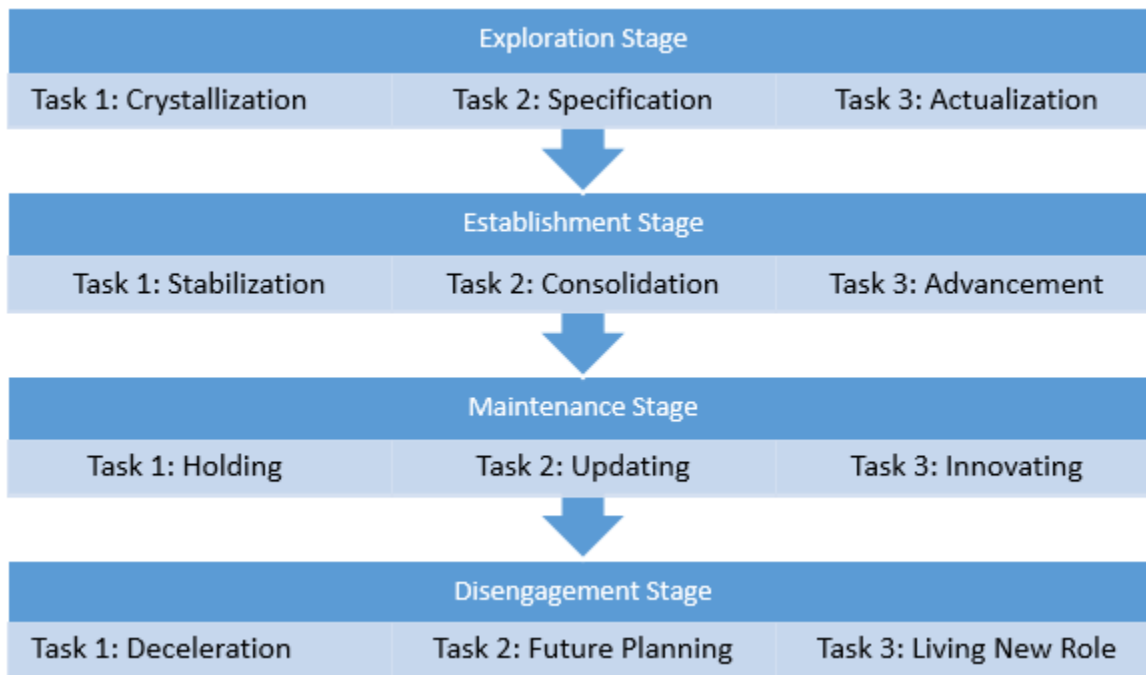 Exploration Stage
Task 1: Crystallization
Task 2: Specification
Task 3: Actualization
Establishment Stage
Task 1: Stabilization
Task 2: Consolidation
Task 3: Advancement
Maintenance Stage
Task 1: Holding
Task 2: Updating
Task 3: Innovating
Disengagement Stage
Task 1: Deceleration
Task 2: Future Planning
Task 3: Living New Role